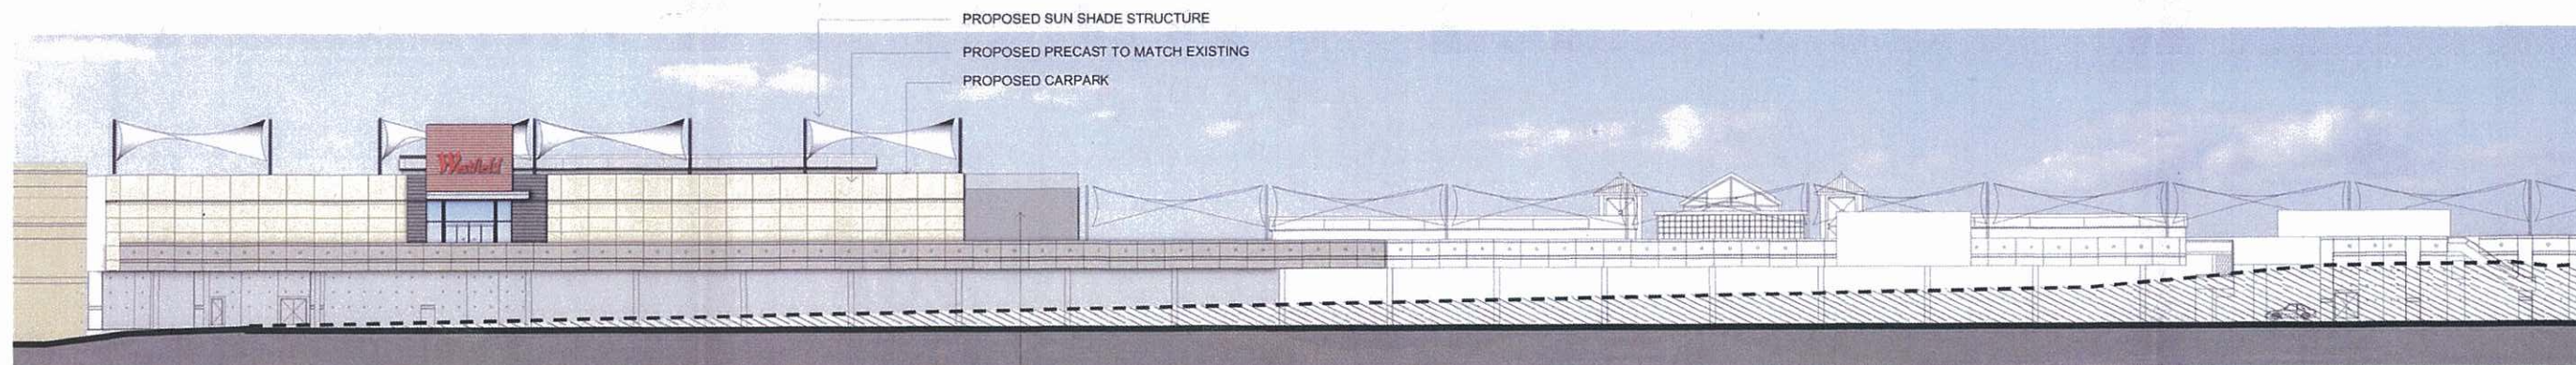 PROPOSED SUN SHADE STRUCTURE
PROPOSED PRECAST TO MATCH EXISTING
PROPOSED CARPARK
Westfield